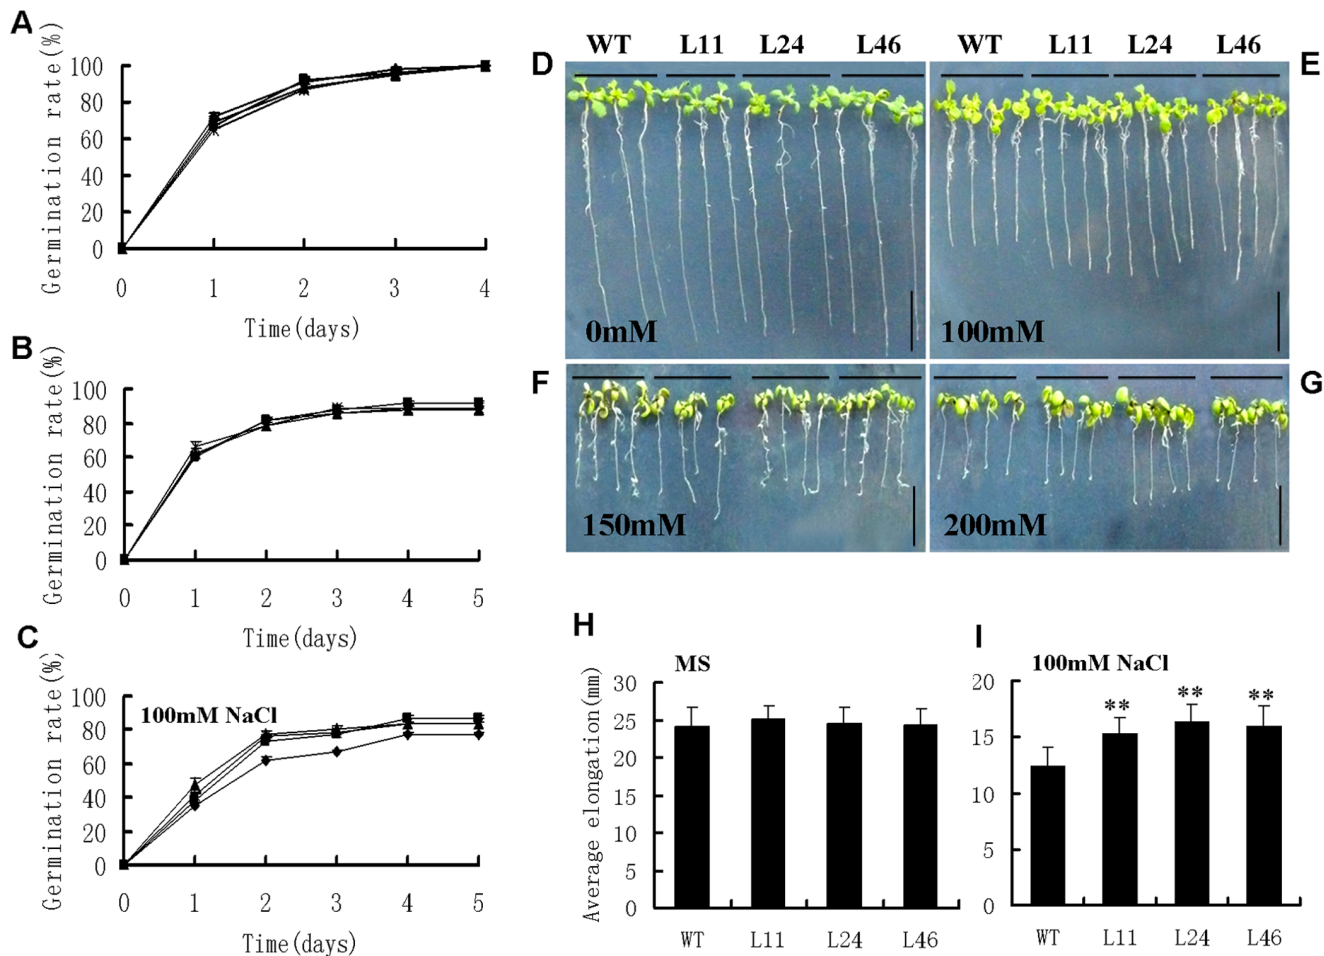 A
Germination rate(%)
100
80
60
40
20
0
0 1 2 3 4
Time(days)
B
Germination rate(%)
100
80
60
40
20
0
0 1 2 3 4 5
Time(days)
C
Germination rate(%)
100mM NaCl
100
80
60
40
20
0
0 1 2 3 4 5
Time(days)
WT L11 L24 L46 WT L11 L24 L46
D
0mM
E
100mM
F
150mM
G
200mM
H
MS
Average elongation(mm)
30
25
20
15
10
5
0
WT L11 L24 L46
I
100mM NaCl
20
15
10
5
0
** ** **
WT L11 L24 L46